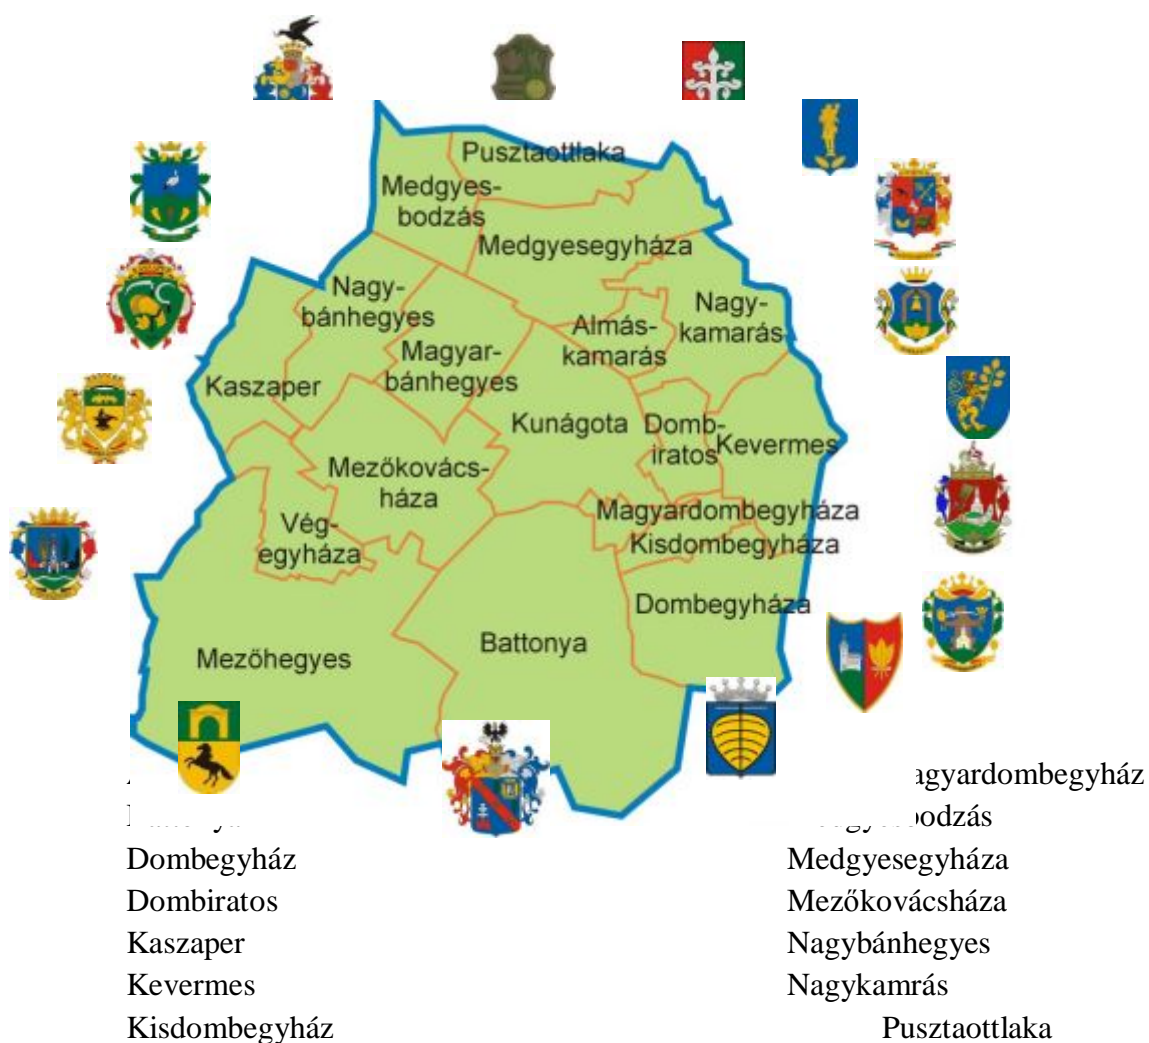 Pusztaottlaka
Medgyes-
bodzás
Medgyesegyháza
Nagy-
bánhegyes
Nagy-
kamarás
Almás-
kamarás
Magyar-
bánhegyes
Kaszaper
Kunágota
Domb-
iratos
Kevermes
Mezőkovács-
háza
Magyardombegyháza
Vég-
egyháza
Kisdombegyháza
Dombegyháza
Battonya
Mezőhegyes
agyardombegyház
bodzás
Dombegyház
Medgyesegyháza
Dombiratos
Mezőkovácsháza
Kaszaper
Nagybánhegyes
Kevermes
Nagykamrás
Kisdombegyház
Pusztaottlaka